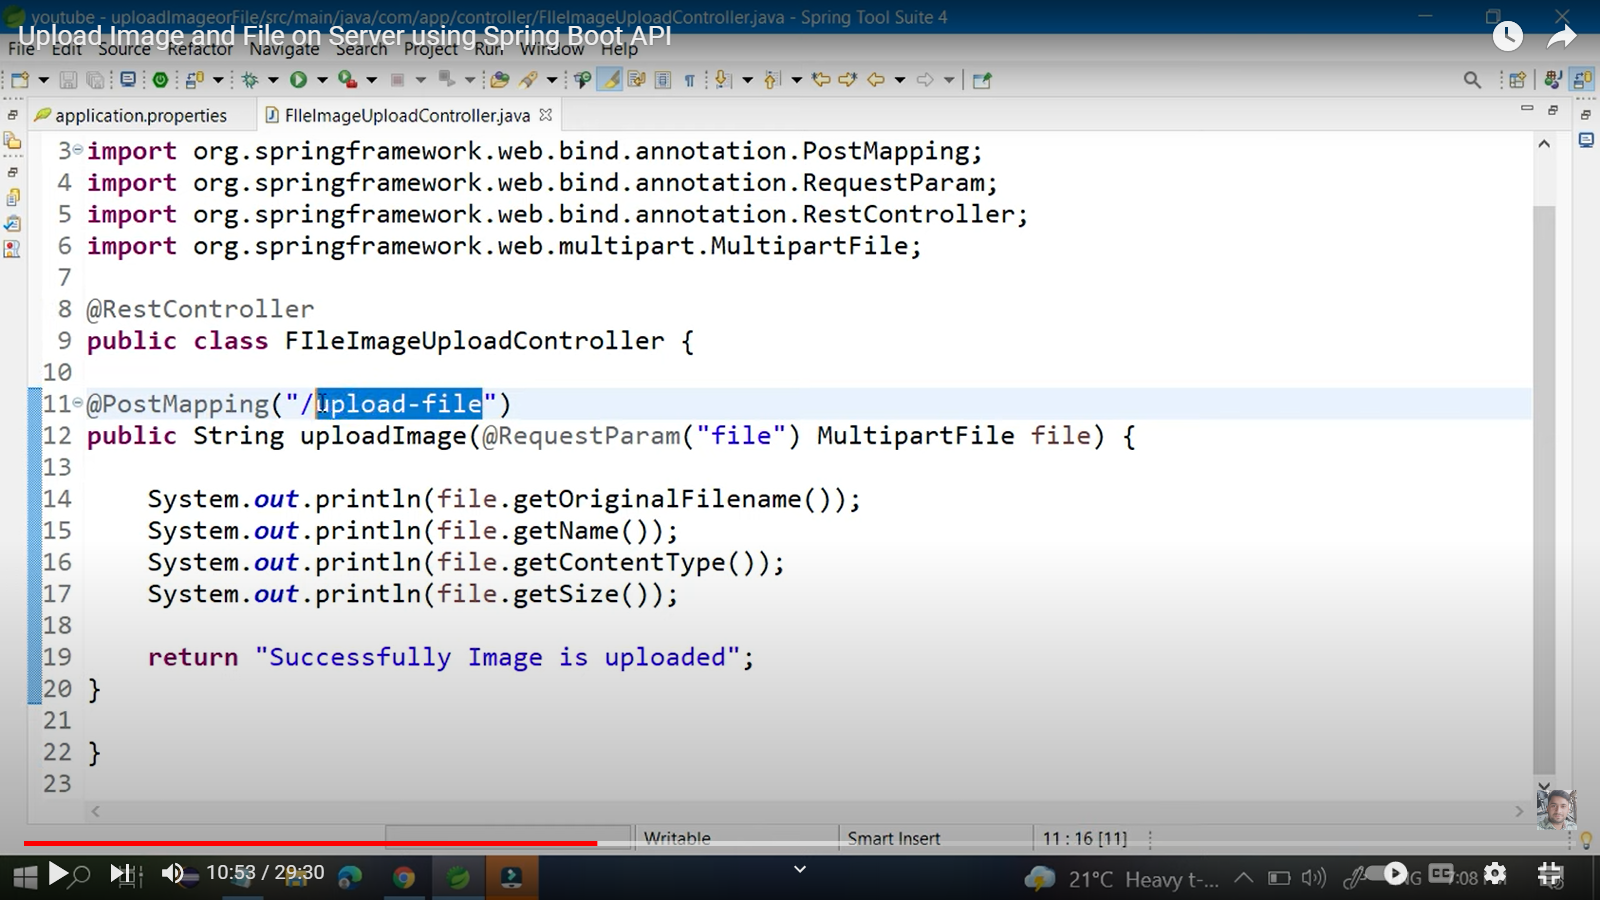 youtube - uploadImageorFile/src/main/java/com/app/controller/FIleImageUploadController.java - Spring Tool Suite 4
Upload Image and File on Server using Spring Boot API
File Edit Source Refactor Navigate Search Project Run Window Help
application.properties
FIleImageUploadController.java
3 import org.springframework.web.bind.annotation.PostMapping;
4 import org.springframework.web.bind.annotation.RequestParam;
5 import org.springframework.web.bind.annotation.RestController;
6 import org.springframework.web.multipart.MultipartFile;
7
8 @RestController
9 public class FIleImageUploadController {
10
11 @PostMapping("/upload-file")
12 public String uploadImage(@RequestParam("file") MultipartFile file) {
13
14 System.out.println(file.getOriginalFilename());
15 System.out.println(file.getName());
16 System.out.println(file.getContentType());
17 System.out.println(file.getSize());
18
19 return "Successfully Image is uploaded";
20 }
21
22 }
23
Writable
Smart Insert
11 : 16 [11]
10:53 / 29:30
21°C Heavy t-...
CC